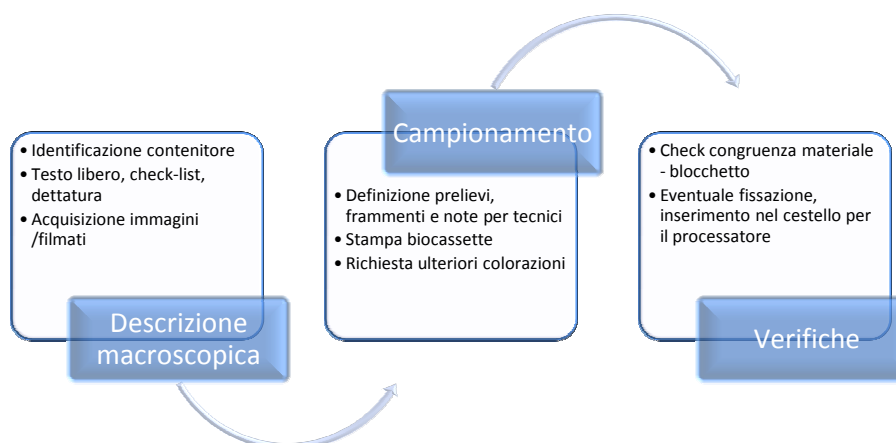 • Identificazione contenitore
• Testo libero, check-list,
dettatura
• Acquisizione immagini
/filmati
Descrizione
macroscopica
Campionamento
• Definizione prelievi,
frammenti e note per tecnici
• Stampa biocassette
• Richiesta ulteriori colorazioni
• Check congruenza materiale
- blocchetto
• Eventuale fissazione,
inserimento nel cestello per
il processatore
Verifiche